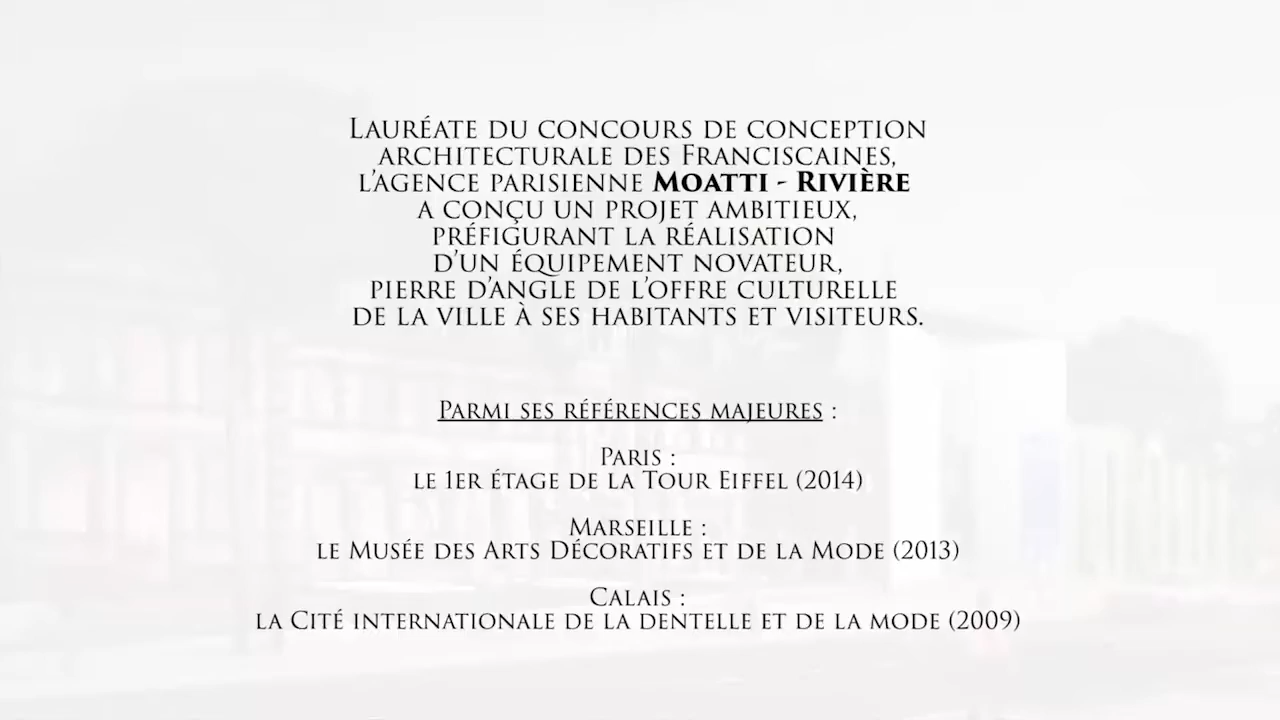 Lauréate du concours de conception
architecturale des Franciscaines,
l’agence parisienne Moatti - Rivière
a conçu un projet ambitieux,
préfigurant la réalisation
d’un équipement novateur,
pierre d’angle de l’offre culturelle
de la ville à ses habitants et visiteurs.
Parmi ses références majeures :
Paris :
le 1er étage de la Tour Eiffel (2014)
Marseille :
le Musée des Arts Décoratifs et de la Mode (2013)
Calais :
la Cité internationale de la dentelle et de la mode (2009)